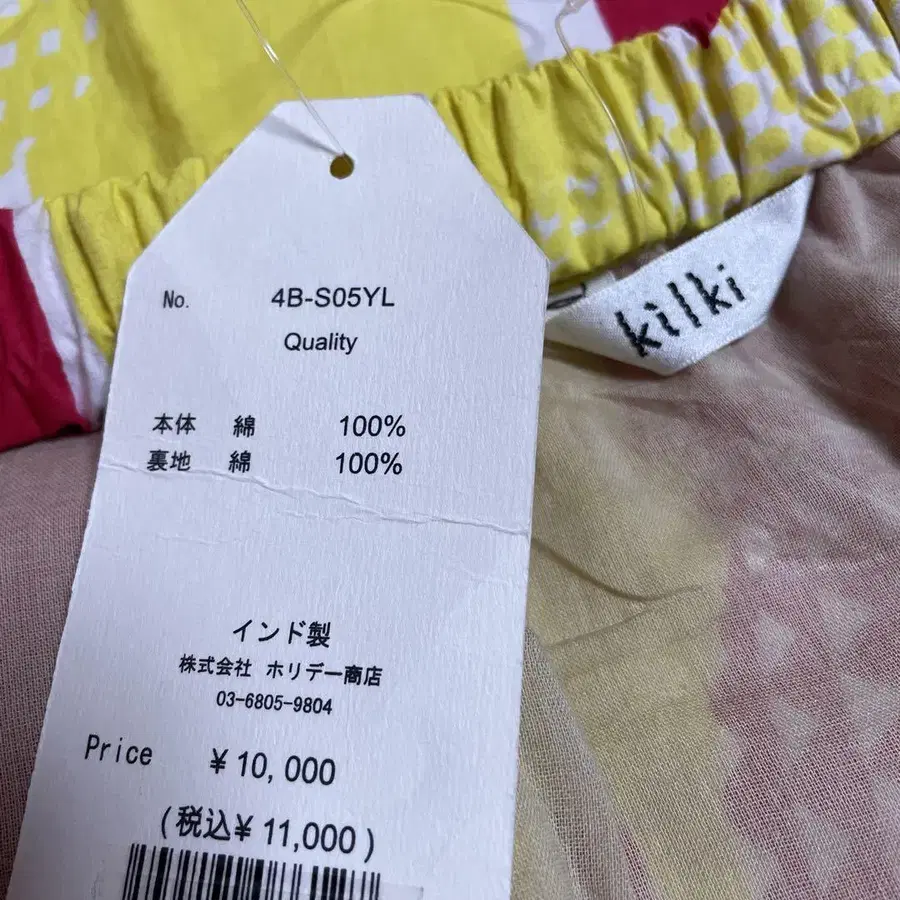 No. 4B-S05YL
Quality
本体 綿 100%
裏地 綿 100%
インド製
株式会社 ホリデー商店
03-6805-9804
Price ¥10,000
(税込¥ 11,000)
kilki